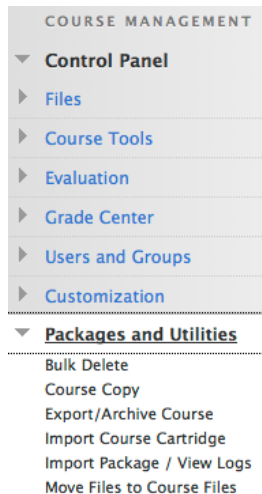 COURSE MANAGEMENT
Control Panel
Files
Course Tools
Evaluation
Grade Center
Users and Groups
Customization
Packages and Utilities
Bulk Delete
Course Copy
Export/Archive Course
Import Course Cartridge
Import Package / View Logs
Move Files to Course Files